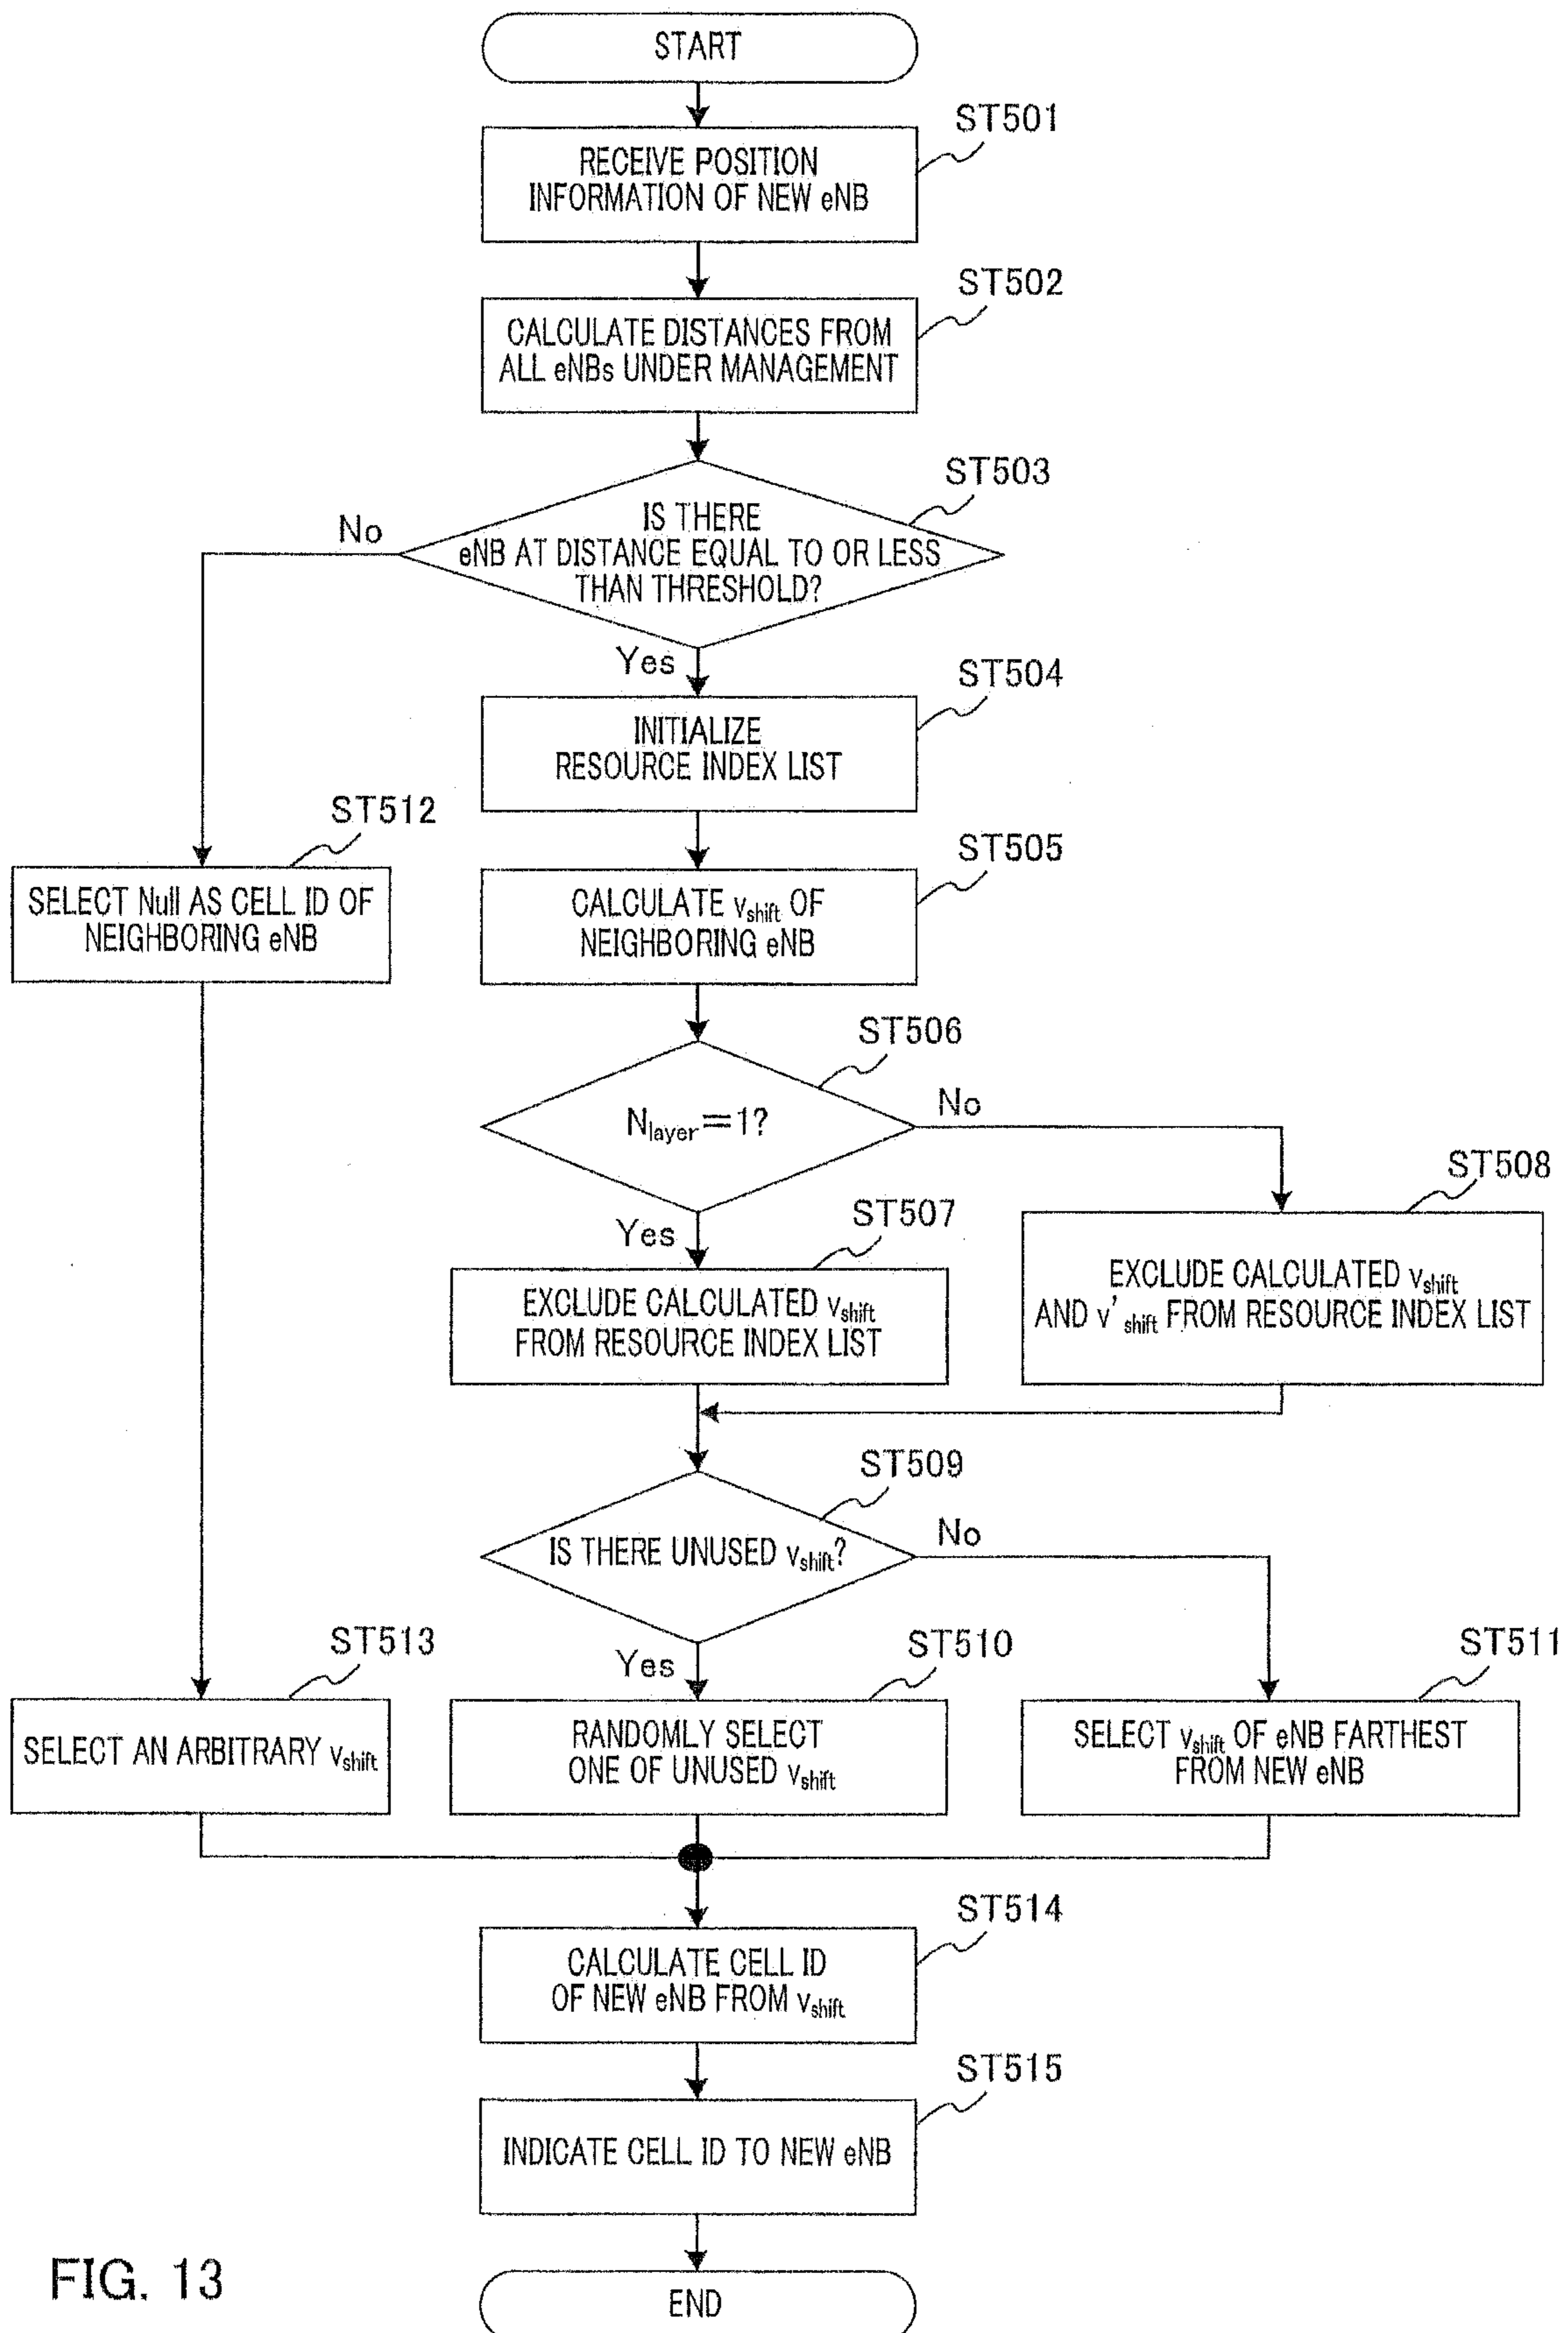 START
ST501
RECEIVE POSITION
INFORMATION OF NEW eNB
ST502
CALCULATE DISTANCES FROM
ALL eNBs UNDER MANAGEMENT
ST503
IS THERE
eNB AT DISTANCE EQUAL TO OR LESS
THAN THRESHOLD?
No
Yes
ST504
INITIALIZE
RESOURCE INDEX LIST
ST512
SELECT Null AS CELL ID OF
NEIGHBORING eNB
ST505
CALCULATE vshift OF
NEIGHBORING eNB
ST506
Nlayer=1?
No
Yes
ST507
EXCLUDE CALCULATED vshift
FROM RESOURCE INDEX LIST
ST508
EXCLUDE CALCULATED vshift
AND v'shift FROM RESOURCE INDEX LIST
ST509
IS THERE UNUSED vshift?
No
Yes
ST513
SELECT AN ARBITRARY vshift
ST510
RANDOMLY SELECT
ONE OF UNUSED vshift
ST511
SELECT vshift OF eNB FARTHEST
FROM NEW eNB
ST514
CALCULATE CELL ID
OF NEW eNB FROM vshift
ST515
INDICATE CELL ID TO NEW eNB
END
FIG. 13